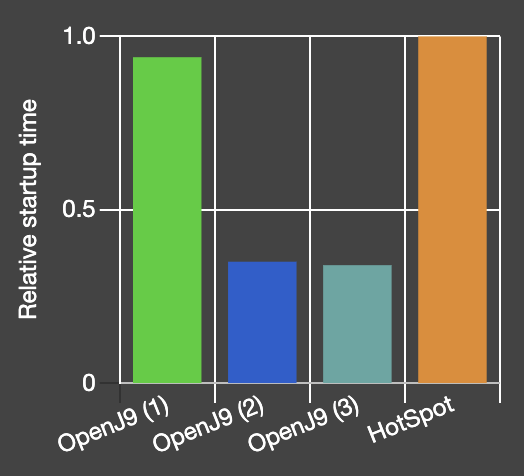 Relative startup time
1.0
0.5
0
OpenJ9 (1)
OpenJ9 (2)
OpenJ9 (3)
HotSpot